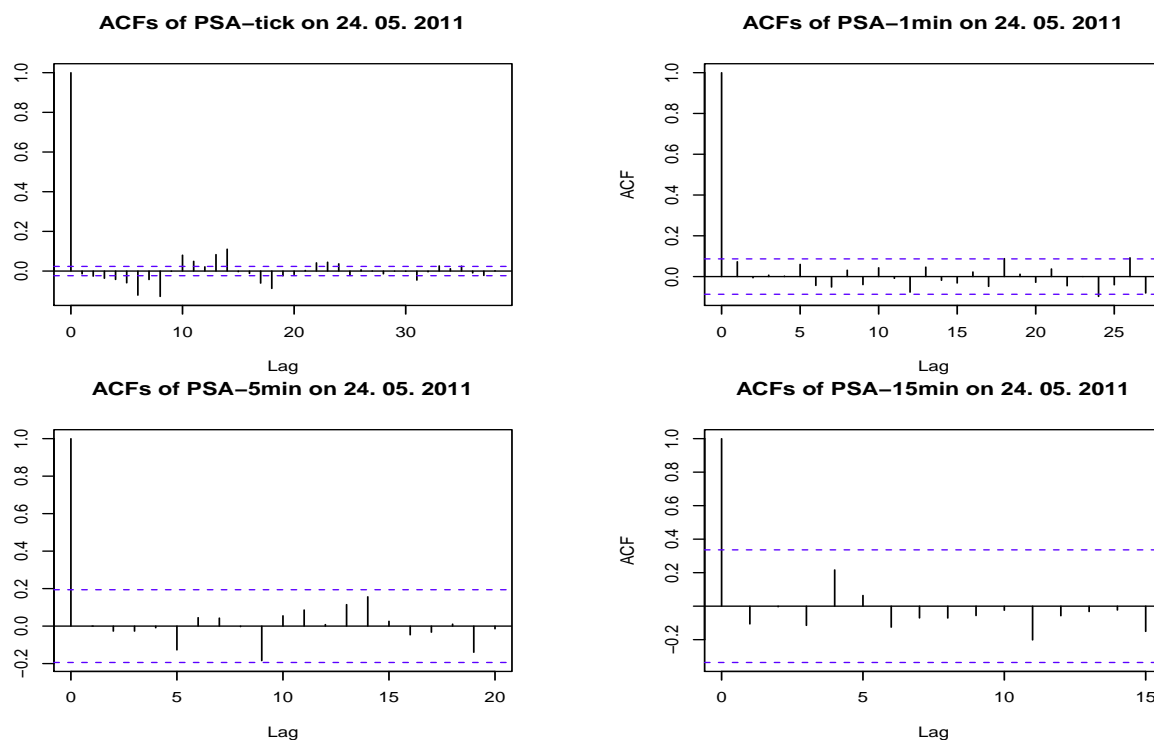 ACFs of PSA−tick on 24. 05. 2011
1.0
0.8
0.6
0.4
0.2
0.0
0 10 20 30
Lag
ACFs of PSA−1min on 24. 05. 2011
ACF
1.0
0.8
0.6
0.4
0.2
0.0
0 5 10 15 20 25
Lag
ACFs of PSA−5min on 24. 05. 2011
1.0
0.8
0.6
0.4
0.2
0.0
−0.2
0 5 10 15 20
Lag
ACFs of PSA−15min on 24. 05. 2011
ACF
1.0
0.8
0.6
0.4
0.2
−0.2
0 5 10 15
Lag